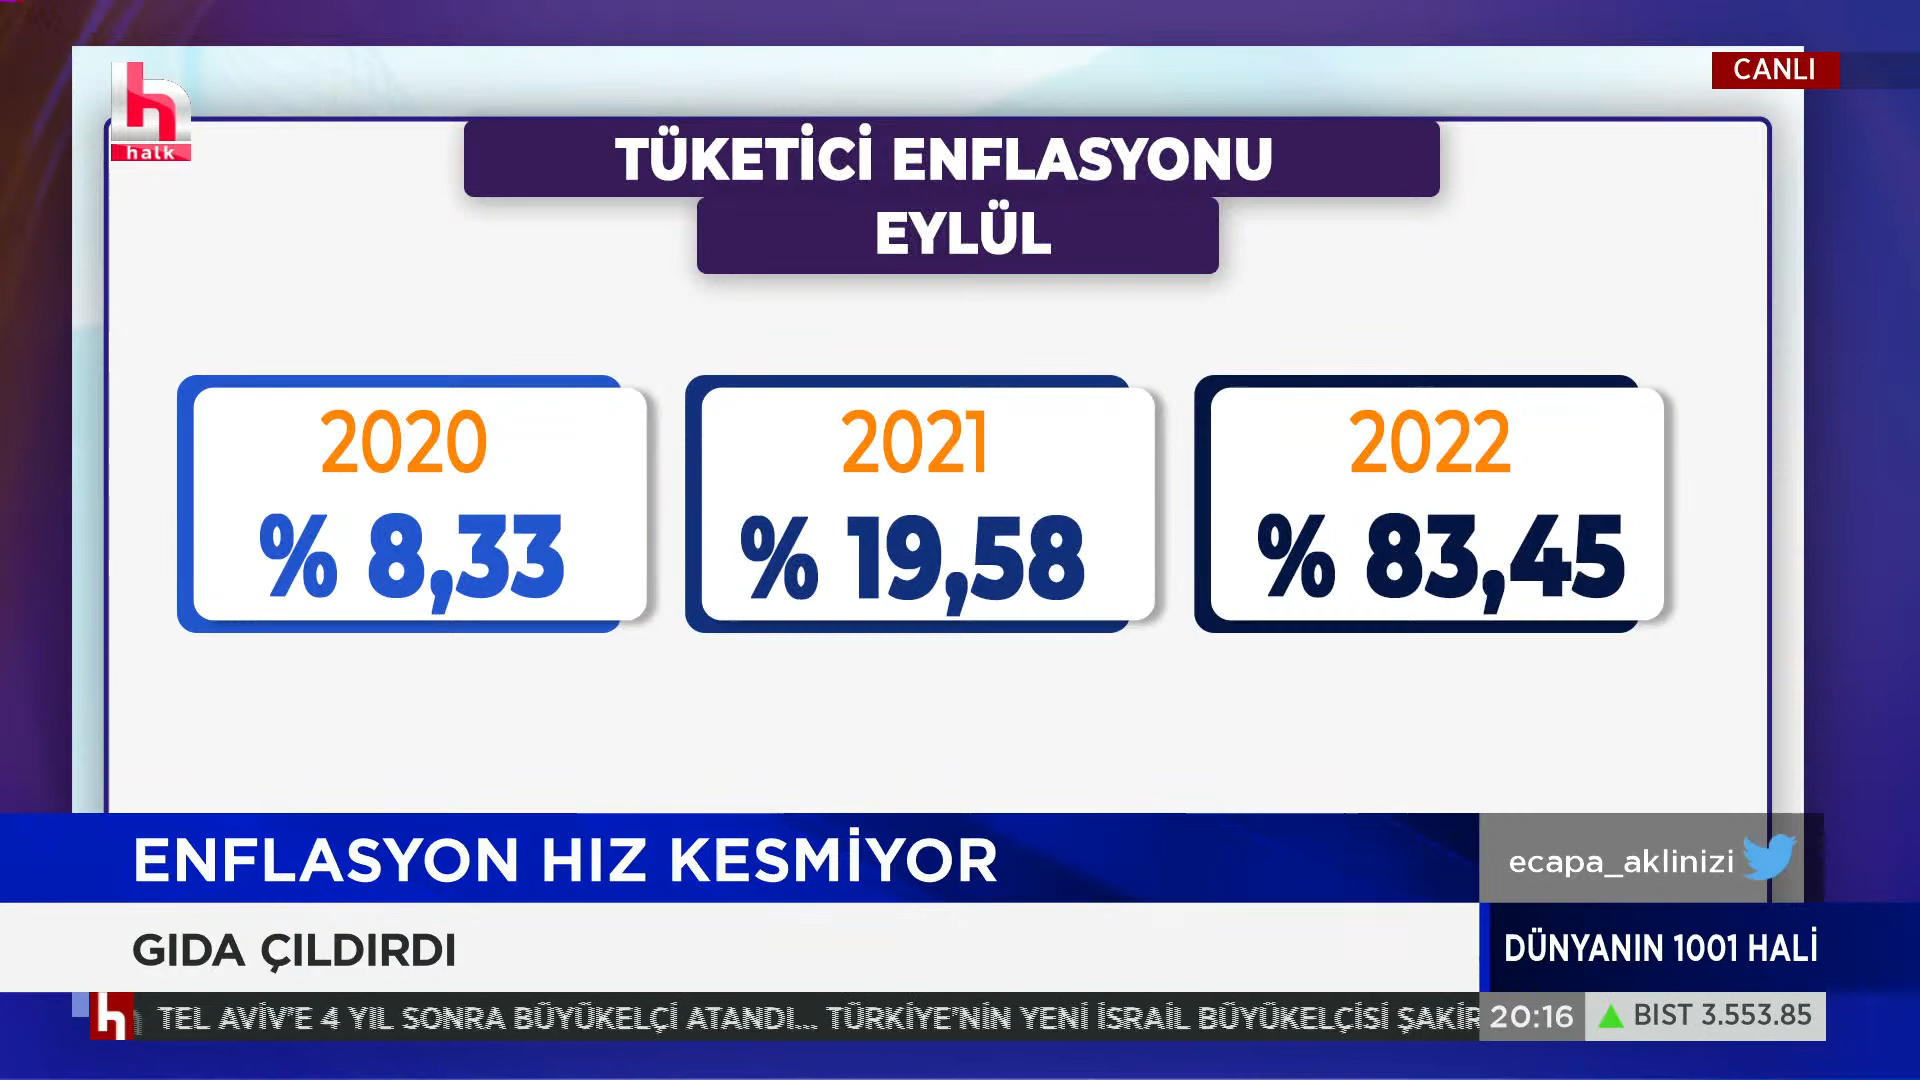 CANLI
halk
TÜKETİCİ ENFLASYONU
EYLÜL
2020
% 8,33
2021
% 19,58
2022
% 83,45
ENFLASYON HIZ KESMİYOR
ecapa_aklinizi
GIDA ÇILDIRDI
DÜNYANIN 1001 HALİ
TEL AVİV'E 4 YIL SONRA BÜYÜKELÇİ ATANDI... TÜRKİYE'NİN YENİ İSRAİL BÜYÜKELÇİSİ ŞAKİR
20:16
BIST 3.553.85